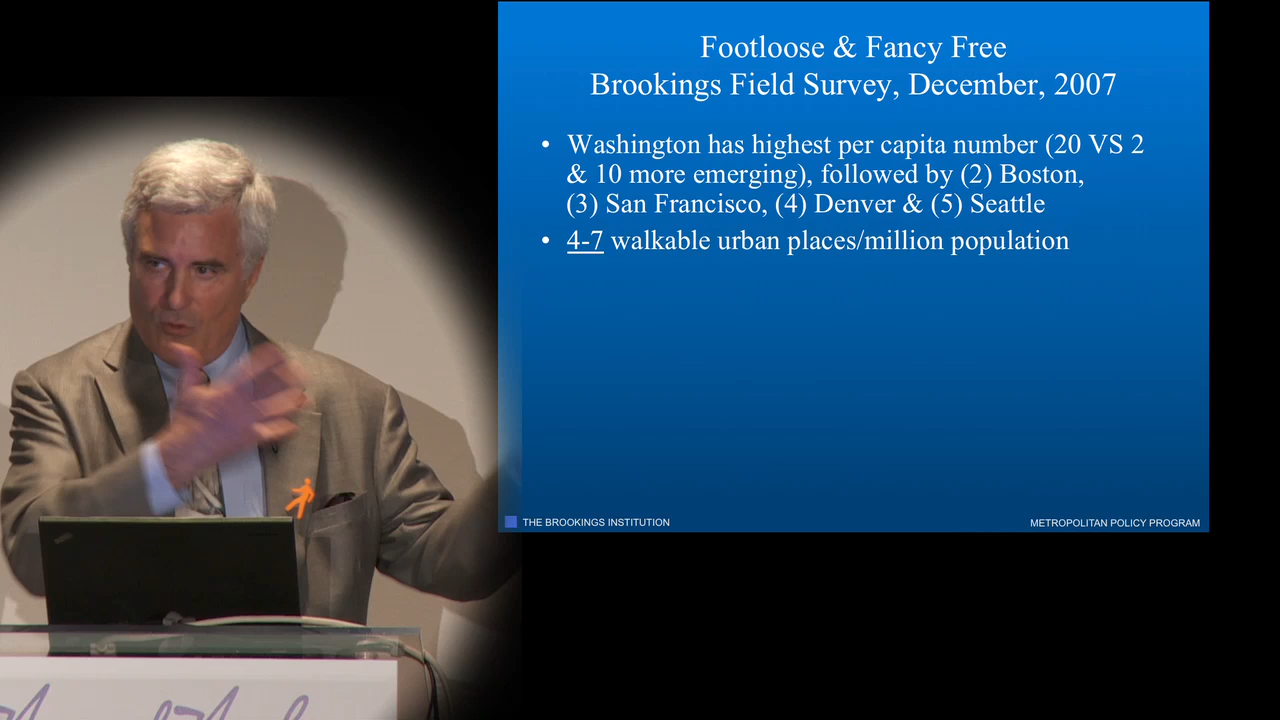 Footloose & Fancy Free
Brookings Field Survey, December, 2007
• Washington has highest per capita number (20 VS 2
& 10 more emerging), followed by (2) Boston,
(3) San Francisco, (4) Denver & (5) Seattle
• 4-7 walkable urban places/million population
THE BROOKINGS INSTITUTION
METROPOLITAN POLICY PROGRAM